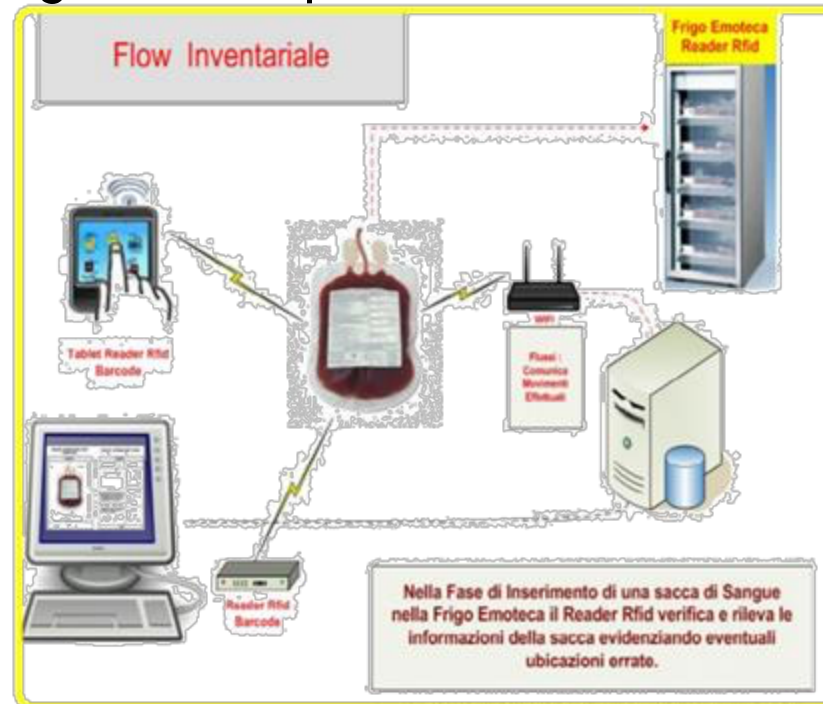 Flow Inventariale
Frigo Emoteca
Reader Rfid
Tablet Reader Rfid
Barcode
WIFI
Flussi :
Comunica
Movimenti
Effettuati
Reader Rfid
Barcode
Nella Fase di Inserimento di una sacca di Sangue
nella Frigo Emoteca il Reader Rfid verifica e rileva le
informazioni della sacca evidenziando eventuali
ubicazioni errato.